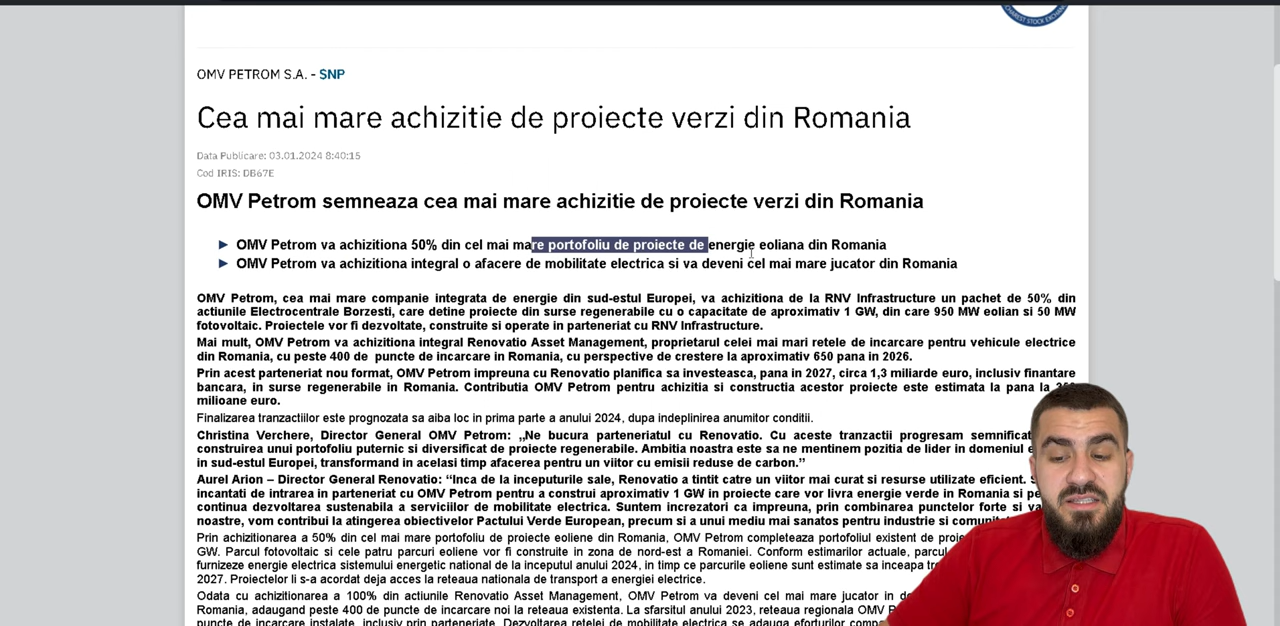 BUCHAREST STOCK EXCHANGE
OMV PETROM S.A. - SNP
Cea mai mare achizitie de proiecte verzi din Romania
Data Publicare: 03.01.2024 8:40:15
Cod IRIS: DB67E
OMV Petrom semneaza cea mai mare achizitie de proiecte verzi din Romania
► OMV Petrom va achizitiona 50% din cel mai mare portofoliu de proiecte de energie eoliana din Romania
► OMV Petrom va achizitiona integral o afacere de mobilitate electrica si va deveni cel mai mare jucator din Romania
OMV Petrom, cea mai mare companie integrata de energie din sud-estul Europei, va achizitiona de la RNV Infrastructure un pachet de 50% din
actiunile Electrocentrale Borzesti, care detine proiecte din surse regenerabile cu o capacitate de aproximativ 1 GW, din care 950 MW eolian si 50 MW
fotovoltaic. Proiectele vor fi dezvoltate, construite si operate in parteneriat cu RNV Infrastructure.
Mai mult, OMV Petrom va achizitiona integral Renovatio Asset Management, proprietarul celei mai mari retele de incarcare pentru vehicule electrice
din Romania, cu peste 400 de puncte de incarcare in Romania, cu perspective de crestere la aproximativ 650 pana in 2026.
Prin acest parteneriat nou format, OMV Petrom impreuna cu Renovatio planifica sa investeasca, pana in 2027, circa 1,3 miliarde euro, inclusiv finantare
bancara, in surse regenerabile in Romania. Contributia OMV Petrom pentru achizitia si constructia acestor proiecte este estimata la pana la
milioane euro.
Finalizarea tranzactiilor este prognozata sa aiba loc in prima parte a anului 2024, dupa indeplinirea anumitor conditii.
Christina Verchere, Director General OMV Petrom: „Ne bucura parteneriatul cu Renovatio. Cu aceste tranzactii progresam
construirea unui portofoliu puternic si diversificat de proiecte regenerabile. Ambitia noastra este sa ne mentinem pozitia de lider in domeniul
in sud-estul Europei, transformand in acelasi timp afacerea pentru un viitor cu emisii reduse de carbon.”
Aurel Arion – Director General Renovatio: “Inca de la inceputurile sale, Renovatio a tintit catre un viitor mai curat si resurse utilizate eficient.
incantati de intrarea in parteneriat cu OMV Petrom pentru a construi aproximativ 1 GW in proiecte care vor livra energie verde in Romania si
continua dezvoltarea sustenabila a serviciilor de mobilitate electrica. Suntem increzatori ca impreuna, prin combinarea punctelor forte si
noastre, vom contribui la atingerea obiectivelor Pactului Verde European, precum si a unui mediu mai sanatos pentru industrie si
Prin achizitionarea a 50% din cel mai mare portofoliu de proiecte eoliene din Romania, OMV Petrom completeaza portofoliul existent de
GW. Parcul fotovoltaic si cele patru parcuri eoliene vor fi construite in zona de nord-est a Romaniei. Conform estimarilor actuale,
furnizeze energie electrica sistemului energetic national de la inceputul anului 2024, in timp ce parcurile eoliene sunt estimate sa inceapa
2027. Proiectelor li s-a acordat deja acces la reteaua nationala de transport a energiei electrice.
Odata cu achizitionarea a 100% din actiunile Renovatio Asset Management, OMV Petrom va deveni cel mai mare jucator in
Romania, adaugand peste 400 de puncte de incarcare noi la reteaua existenta. La sfarsitul anului 2023, reteaua regionala OMV
puncte de incarcare instalate, inclusiv prin parteneriate. Dezvoltarea retelei de mobilitate electrica se adauga eforturilor